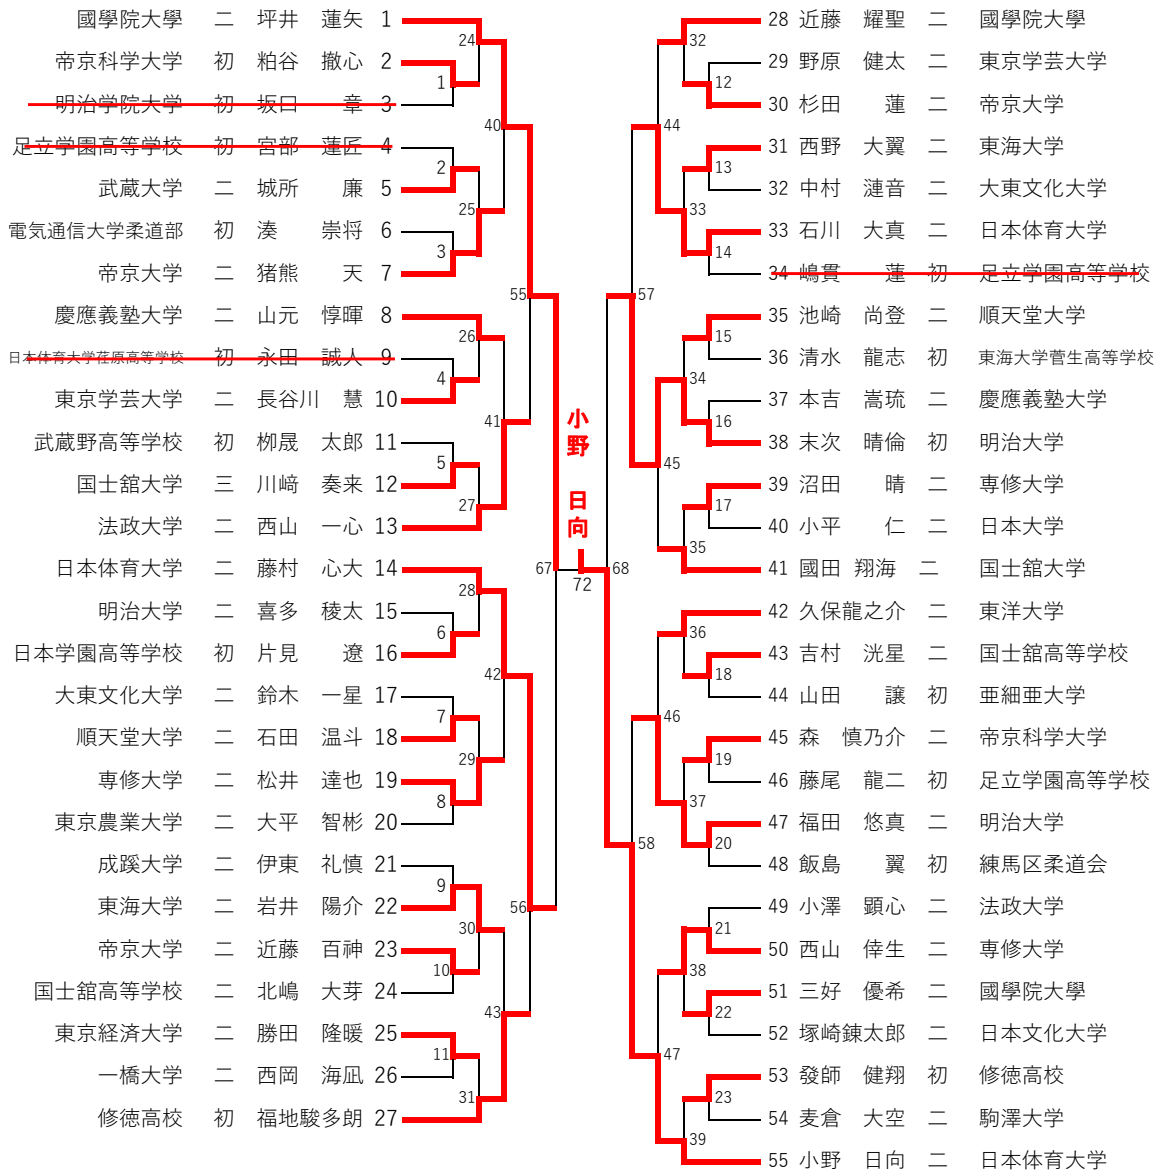 國學院大學 二 坪井 蓮矢 1
帝京科学大学 初 粕谷 撤心 2
明治学院大学 初 坂口 章 3
足立学園高等学校 初 宮部 蓮匠 4
武蔵大学 二 城所 廉 5
電気通信大学柔道部 初 湊 崇将 6
帝京大学 二 猪熊 天 7
慶應義塾大学 二 山元 惇暉 8
日本体育大学荏原高等学校 初 永田 誠人 9
東京学芸大学 二 長谷川 慧 10
武蔵野高等学校 初 栁晟 太郎 11
国士舘大学 三 川﨑 奏来 12
法政大学 二 西山 一心 13
日本体育大学 二 藤村 心大 14
明治大学 二 喜多 稜太 15
日本学園高等学校 初 片見 遼 16
大東文化大学 二 鈴木 一星 17
順天堂大学 二 石田 温斗 18
専修大学 二 松井 達也 19
東京農業大学 二 大平 智彬 20
成蹊大学 二 伊東 礼慎 21
東海大学 二 岩井 陽介 22
帝京大学 二 近藤 百神 23
国士舘高等学校 二 北嶋 大芽 24
東京経済大学 二 勝田 隆暖 25
一橋大学 二 西岡 海凪 26
修徳高校 初 福地駿多朗 27
24
1
40
2
25
3
55
26
4
41
5
27
67
28
6
42
7
29
8
56
9
30
10
43
11
31
小野 日向
72
68
32
12
44
13
33
14
57
15
34
16
45
17
35
36
18
46
19
37
20
58
21
38
22
47
23
39
28 近藤 耀聖 二 國學院大學
29 野原 健太 二 東京学芸大学
30 杉田 蓮 二 帝京大学
31 西野 大翼 二 東海大学
32 中村 漣音 二 大東文化大学
33 石川 大真 二 日本体育大学
34 嶋貫 蓮 初 足立学園高等学校
35 池崎 尚登 二 順天堂大学
36 清水 龍志 初 東海大学菅生高等学校
37 本吉 嵩琉 二 慶應義塾大学
38 末次 晴倫 初 明治大学
39 沼田 晴 二 専修大学
40 小平 仁 二 日本大学
41 國田 翔海 二 国士舘大学
42 久保龍之介 二 東洋大学
43 吉村 洸星 二 国士舘高等学校
44 山田 譲 初 亜細亜大学
45 森 慎乃介 二 帝京科学大学
46 藤尾 龍二 初 足立学園高等学校
47 福田 悠真 二 明治大学
48 飯島 翼 初 練馬区柔道会
49 小澤 顕心 二 法政大学
50 西山 倖生 二 専修大学
51 三好 優希 二 國學院大學
52 塚崎錬太郎 二 日本文化大学
53 發師 健翔 初 修徳高校
54 麦倉 大空 二 駒澤大学
55 小野 日向 二 日本体育大学